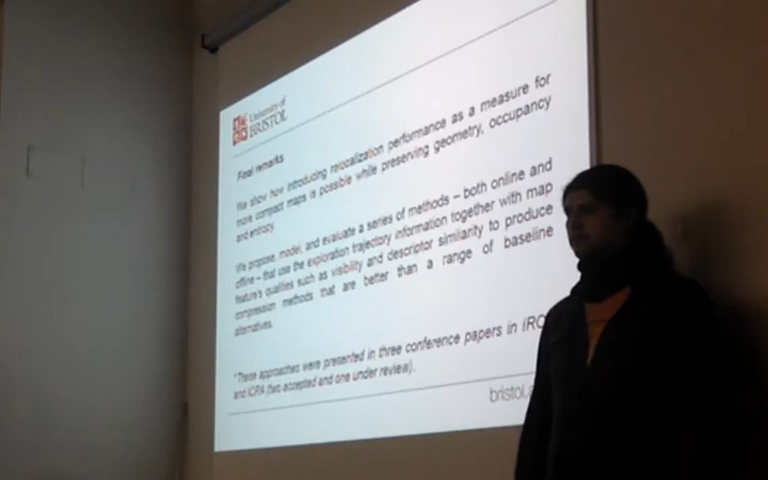 University of
BRISTOL
Final remarks
We show how introducing relocalization performance as a measure for
more compact maps is possible while preserving geometry, occupancy
and entropy.
We propose, model, and evaluate a series of methods – both online and
offline – that use the exploration trajectory information together with map
feature's qualities such as visibility and descriptor similarity to produce
compression methods that are better than a range of baseline
alternatives.
*These approaches were presented in three conference papers in IRO
and ICRA (two accepted and one under review).
bristol.a